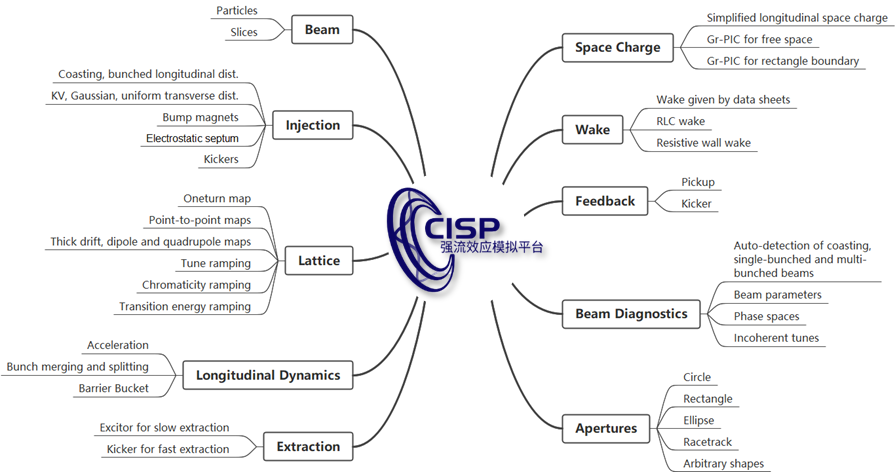 Particles
Slices
Beam
Coasting, bunched longitudinal dist.
KV, Gaussian, uniform transverse dist.
Bump magnets
Electrostatic septum
Kickers
Injection
Oneturn map
Point-to-point maps
Thick drift, dipole and quadrupole maps
Tune ramping
Chromaticity ramping
Transition energy ramping
Lattice
Acceleration
Bunch merging and splitting
Barrier Bucket
Longitudinal Dynamics
Excitor for slow extraction
Kicker for fast extraction
Extraction
CISP
强流效应模拟平台
Space Charge
Simplified longitudinal space charge
Gr-PIC for free space
Gr-PIC for rectangle boundary
Wake
Wake given by data sheets
RLC wake
Resistive wall wake
Feedback
Pickup
Kicker
Beam Diagnostics
Auto-detection of coasting,
single-bunched and multi-
bunched beams
Beam parameters
Phase spaces
Incoherent tunes
Apertures
Circle
Rectangle
Ellipse
Racetrack
Arbitrary shapes